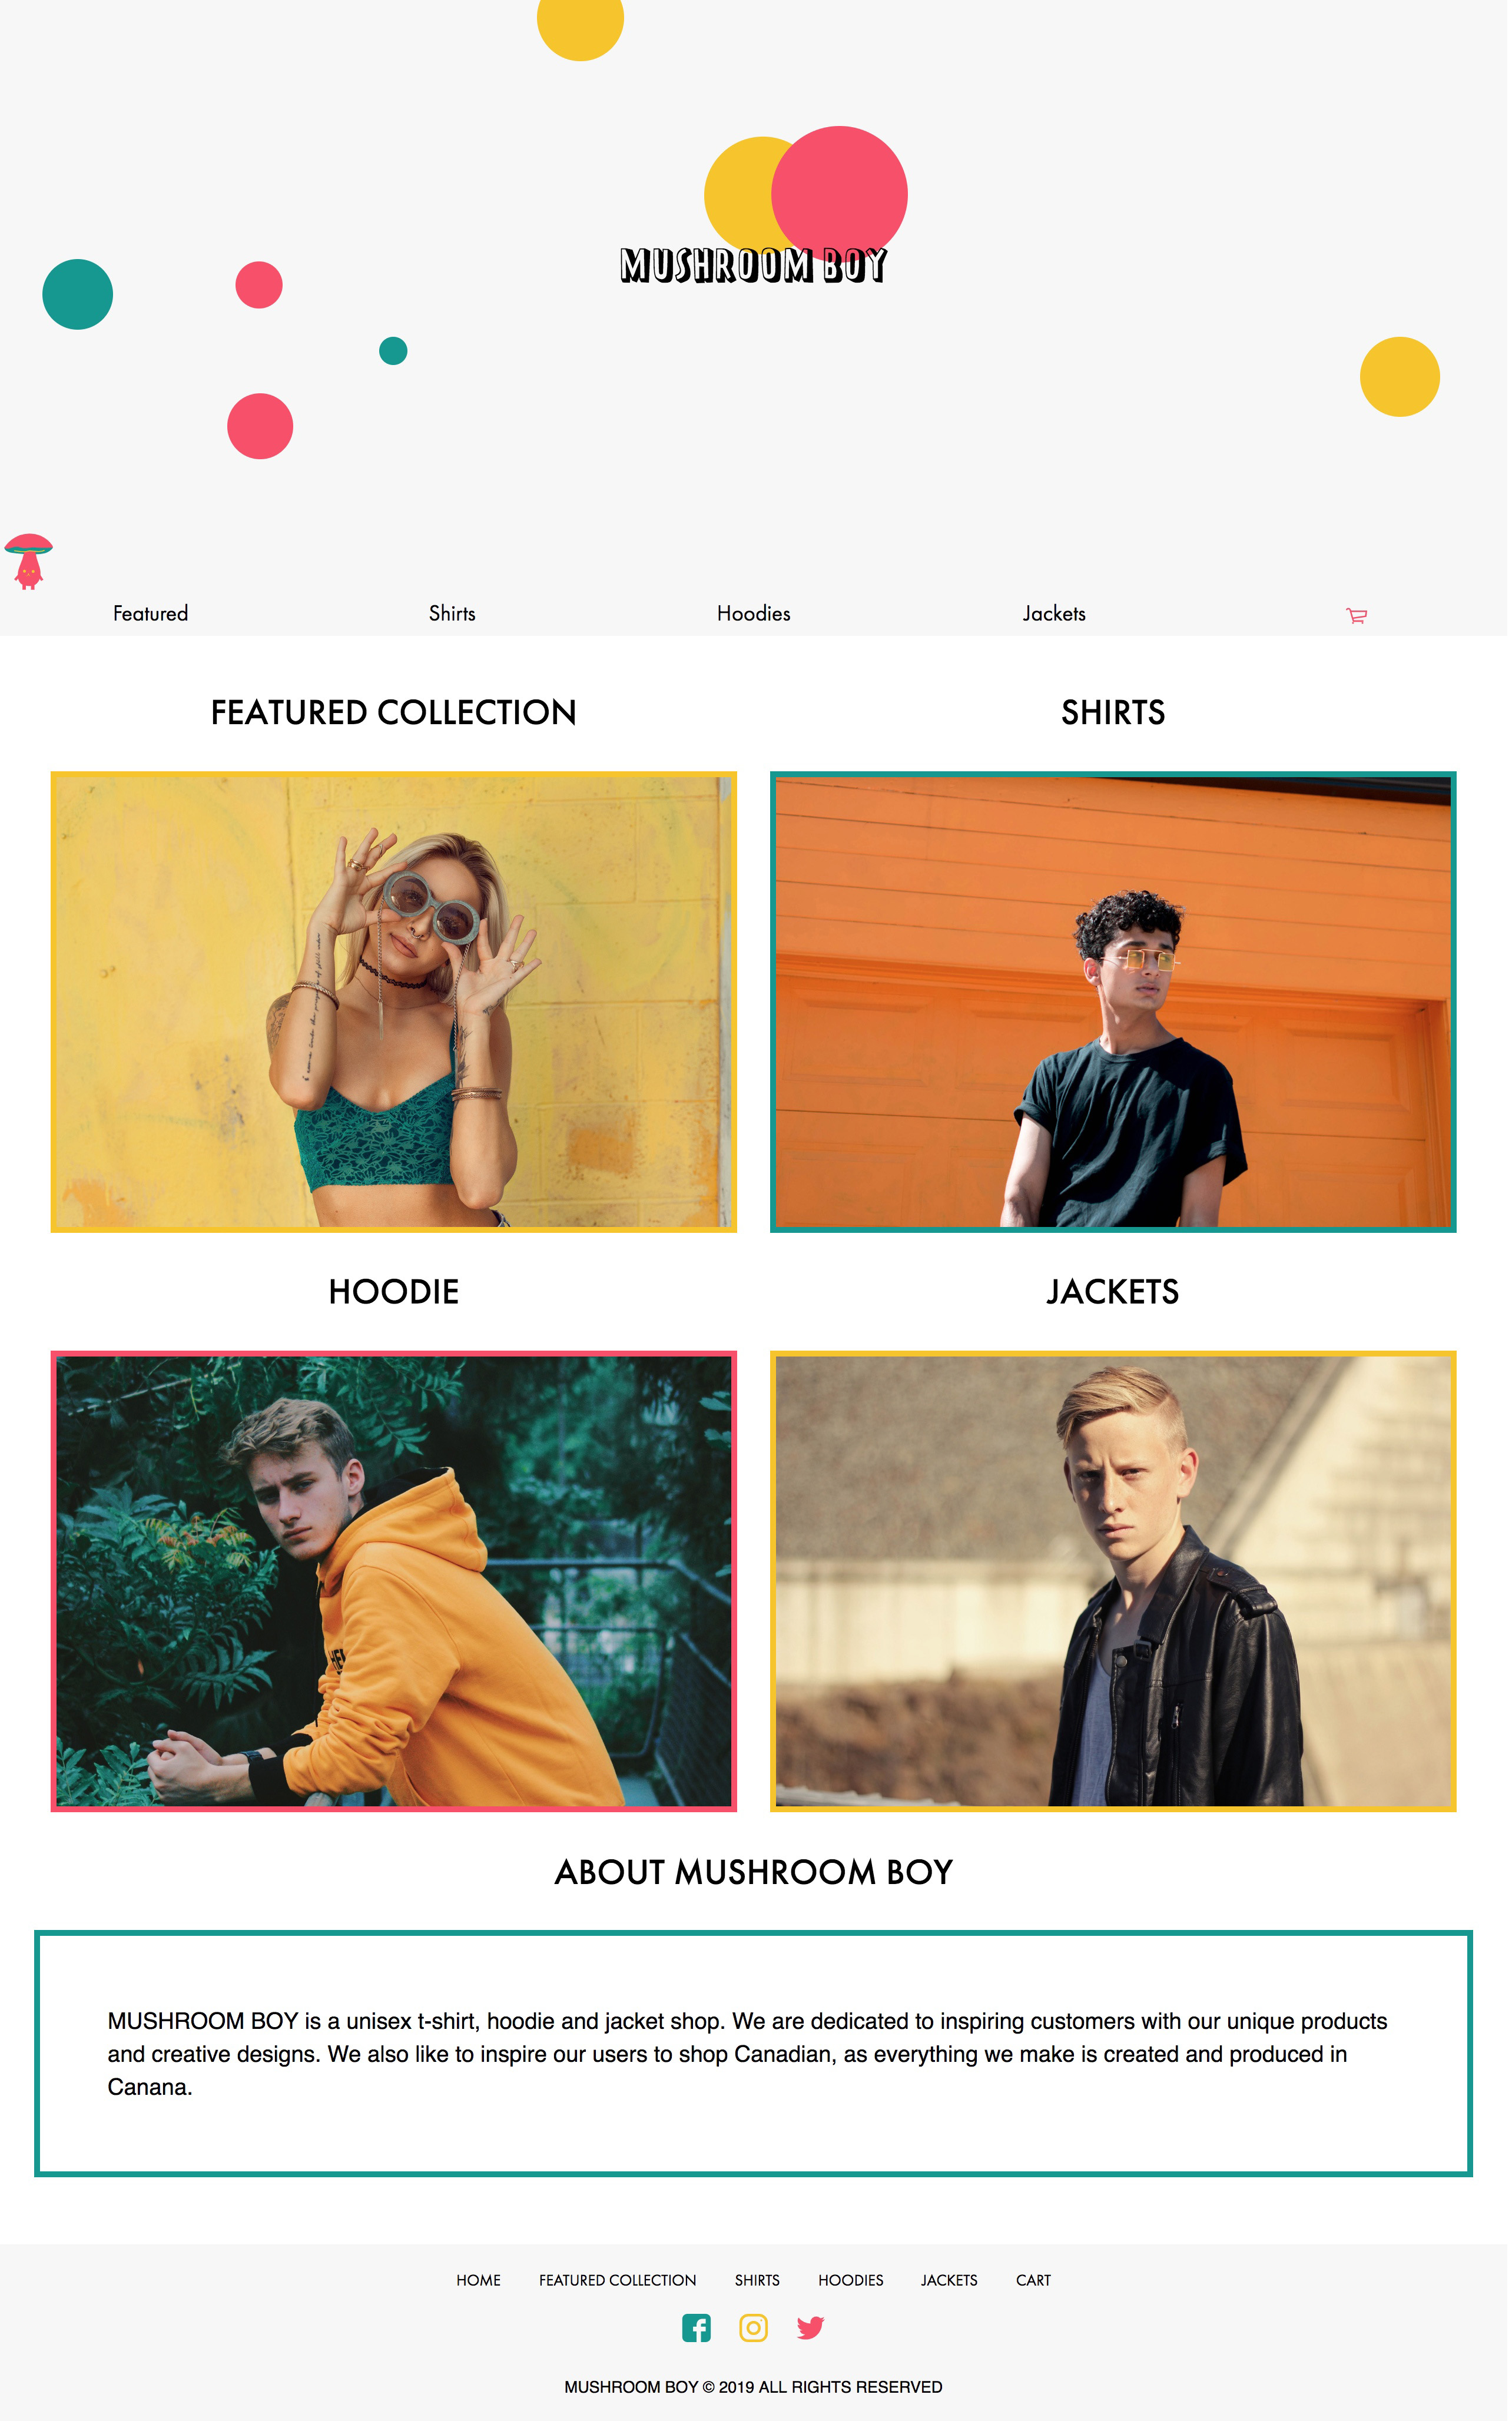 MUSHROOM BOY
Featured
Shirts
Hoodies
Jackets
FEATURED COLLECTION
SHIRTS
HOODIE
JACKETS
ABOUT MUSHROOM BOY
MUSHROOM BOY is a unisex t-shirt, hoodie and jacket shop. We are dedicated to inspiring customers with our unique products
and creative designs. We also like to inspire our users to shop Canadian, as everything we make is created and produced in
Canana.
HOME FEATURED COLLECTION SHIRTS HOODIES JACKETS CART
MUSHROOM BOY © 2019 ALL RIGHTS RESERVED